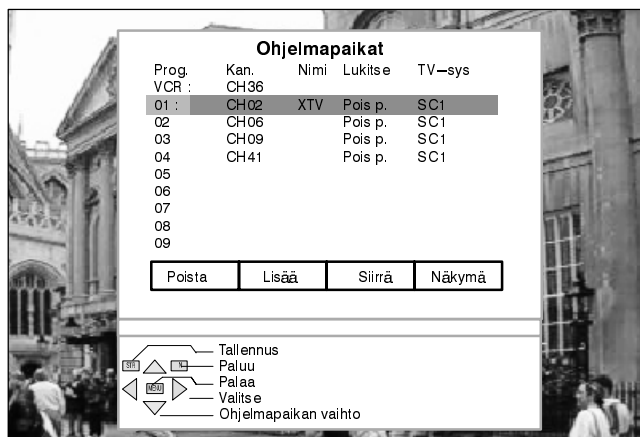 Ohjelmapaikat
Prog. Kan. Nimi Lukitse TV–sys
VCR : CH36
01 : CH02 XTV Pois p. SC1
02 CH06 Pois p. SC1
03 CH09 Pois p. SC1
04 CH41 Pois p. SC1
05
06
07
08
09
Poista Lisää Siirrä Näkymä
STR Tallennus
N Paluu
MENU Palaa
Valitse
Ohjelmapaikan vaihto